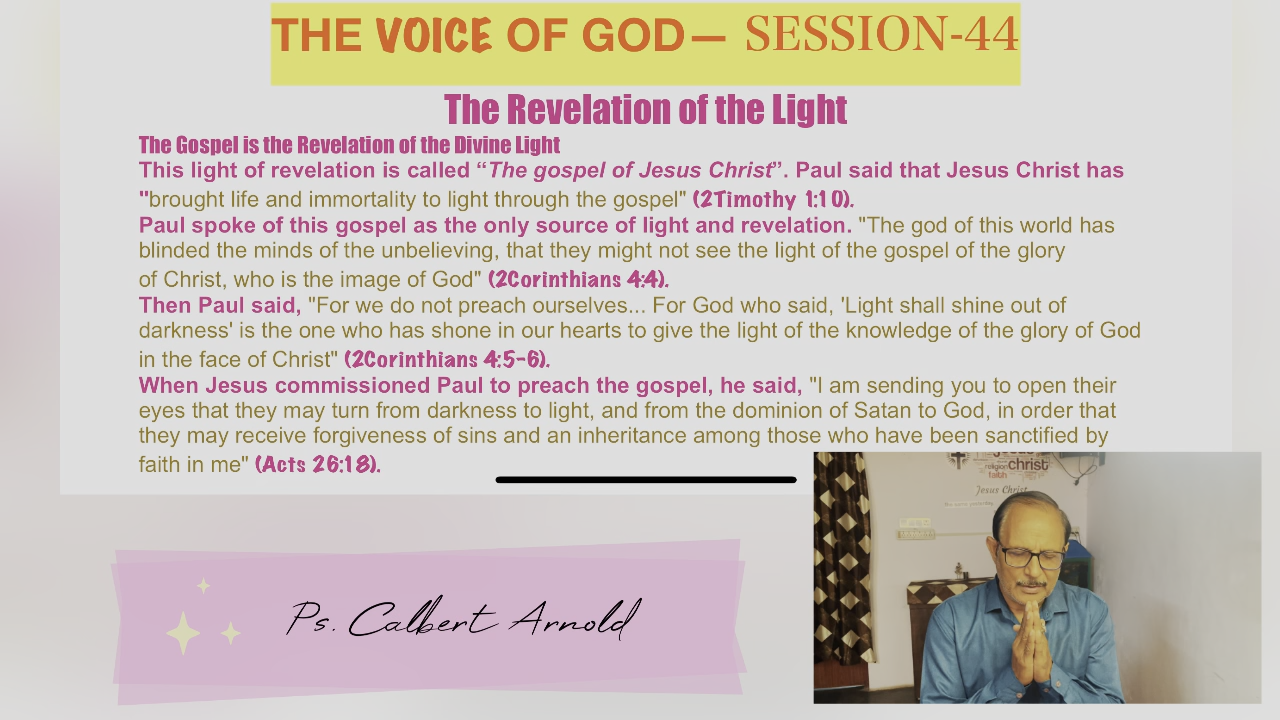 THE VOICE OF GOD— SESSION-44
The Revelation of the Light
The Gospel is the Revelation of the Divine Light
This light of revelation is called “The gospel of Jesus Christ”. Paul said that Jesus Christ has
"brought life and immortality to light through the gospel" (2Timothy 1:10).
Paul spoke of this gospel as the only source of light and revelation. "The god of this world has
blinded the minds of the unbelieving, that they might not see the light of the gospel of the glory
of Christ, who is the image of God" (2Corinthians 4:4).
Then Paul said, "For we do not preach ourselves... For God who said, 'Light shall shine out of
darkness' is the one who has shone in our hearts to give the light of the knowledge of the glory of God
in the face of Christ" (2Corinthians 4:5-6).
When Jesus commissioned Paul to preach the gospel, he said, "I am sending you to open their
eyes that they may turn from darkness to light, and from the dominion of Satan to God, in order that
they may receive forgiveness of sins and an inheritance among those who have been sanctified by
faith in me" (Acts 26:18).
Jesus
religion christ
faith
Jesus Christ
Ps. Calbert Arnold